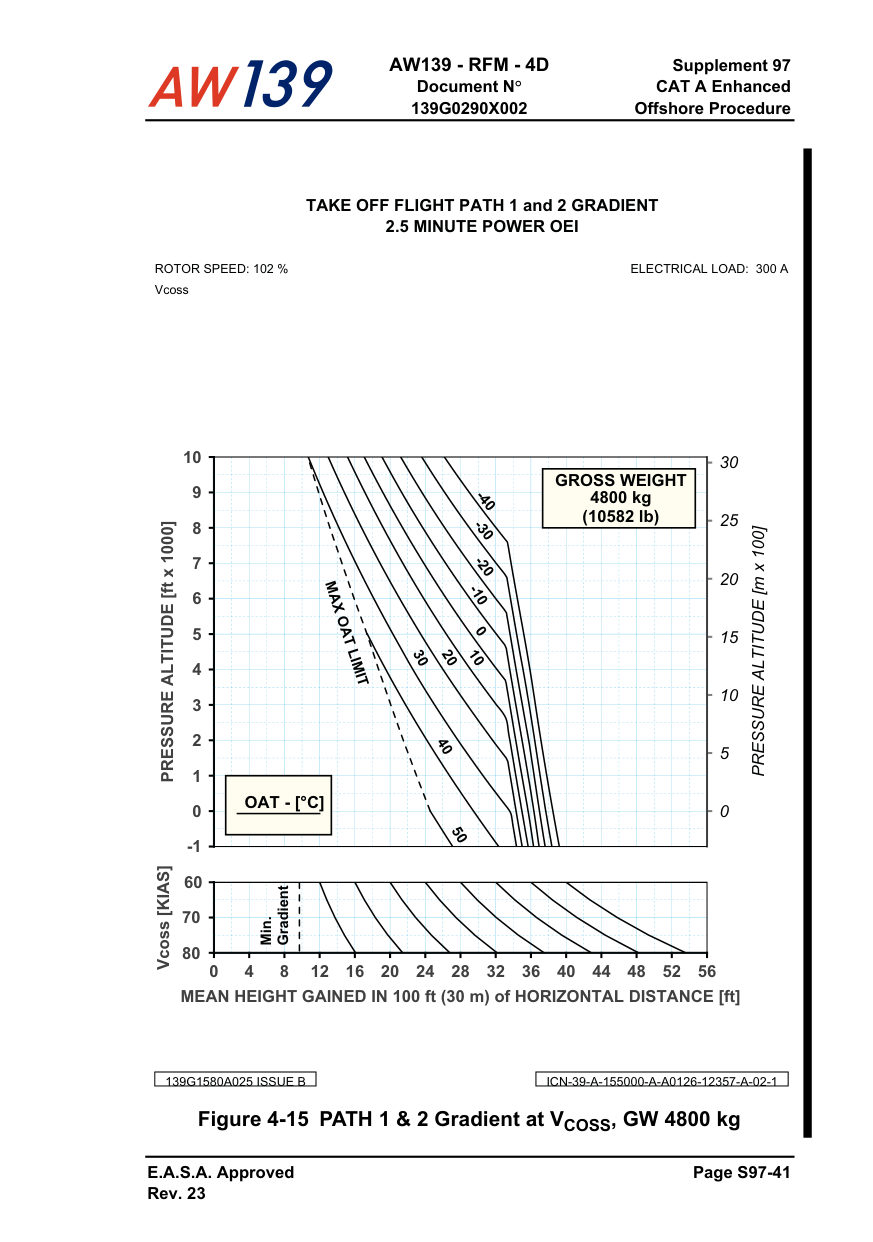 AW139
AW139 - RFM - 4D
Document N°
139G0290X002
Supplement 97
CAT A Enhanced
Offshore Procedure
TAKE OFF FLIGHT PATH 1 and 2 GRADIENT
2.5 MINUTE POWER OEI
ROTOR SPEED: 102 %
ELECTRICAL LOAD: 300 A
Vcoss
PRESSURE ALTITUDE [ft x 1000]
10
9
8
7
6
5
4
3
2
1
0
-1
GROSS WEIGHT
4800 kg
(10582 lb)
-40
-30
-20
-10
0
10
20
30
40
50
MAX OAT LIMIT
OAT - [°C]
30
25
20
15
10
5
0
PRESSURE ALTITUDE [m x 100]
Vcoss [KIAS]
60
70
80
Min.
Gradient
0 4 8 12 16 20 24 28 32 36 40 44 48 52 56
MEAN HEIGHT GAINED IN 100 ft (30 m) of HORIZONTAL DISTANCE [ft]
139G1580A025 ISSUE B
ICN-39-A-155000-A-A0126-12357-A-02-1
Figure 4-15 PATH 1 & 2 Gradient at VCOSS, GW 4800 kg
E.A.S.A. Approved
Rev. 23
Page S97-41